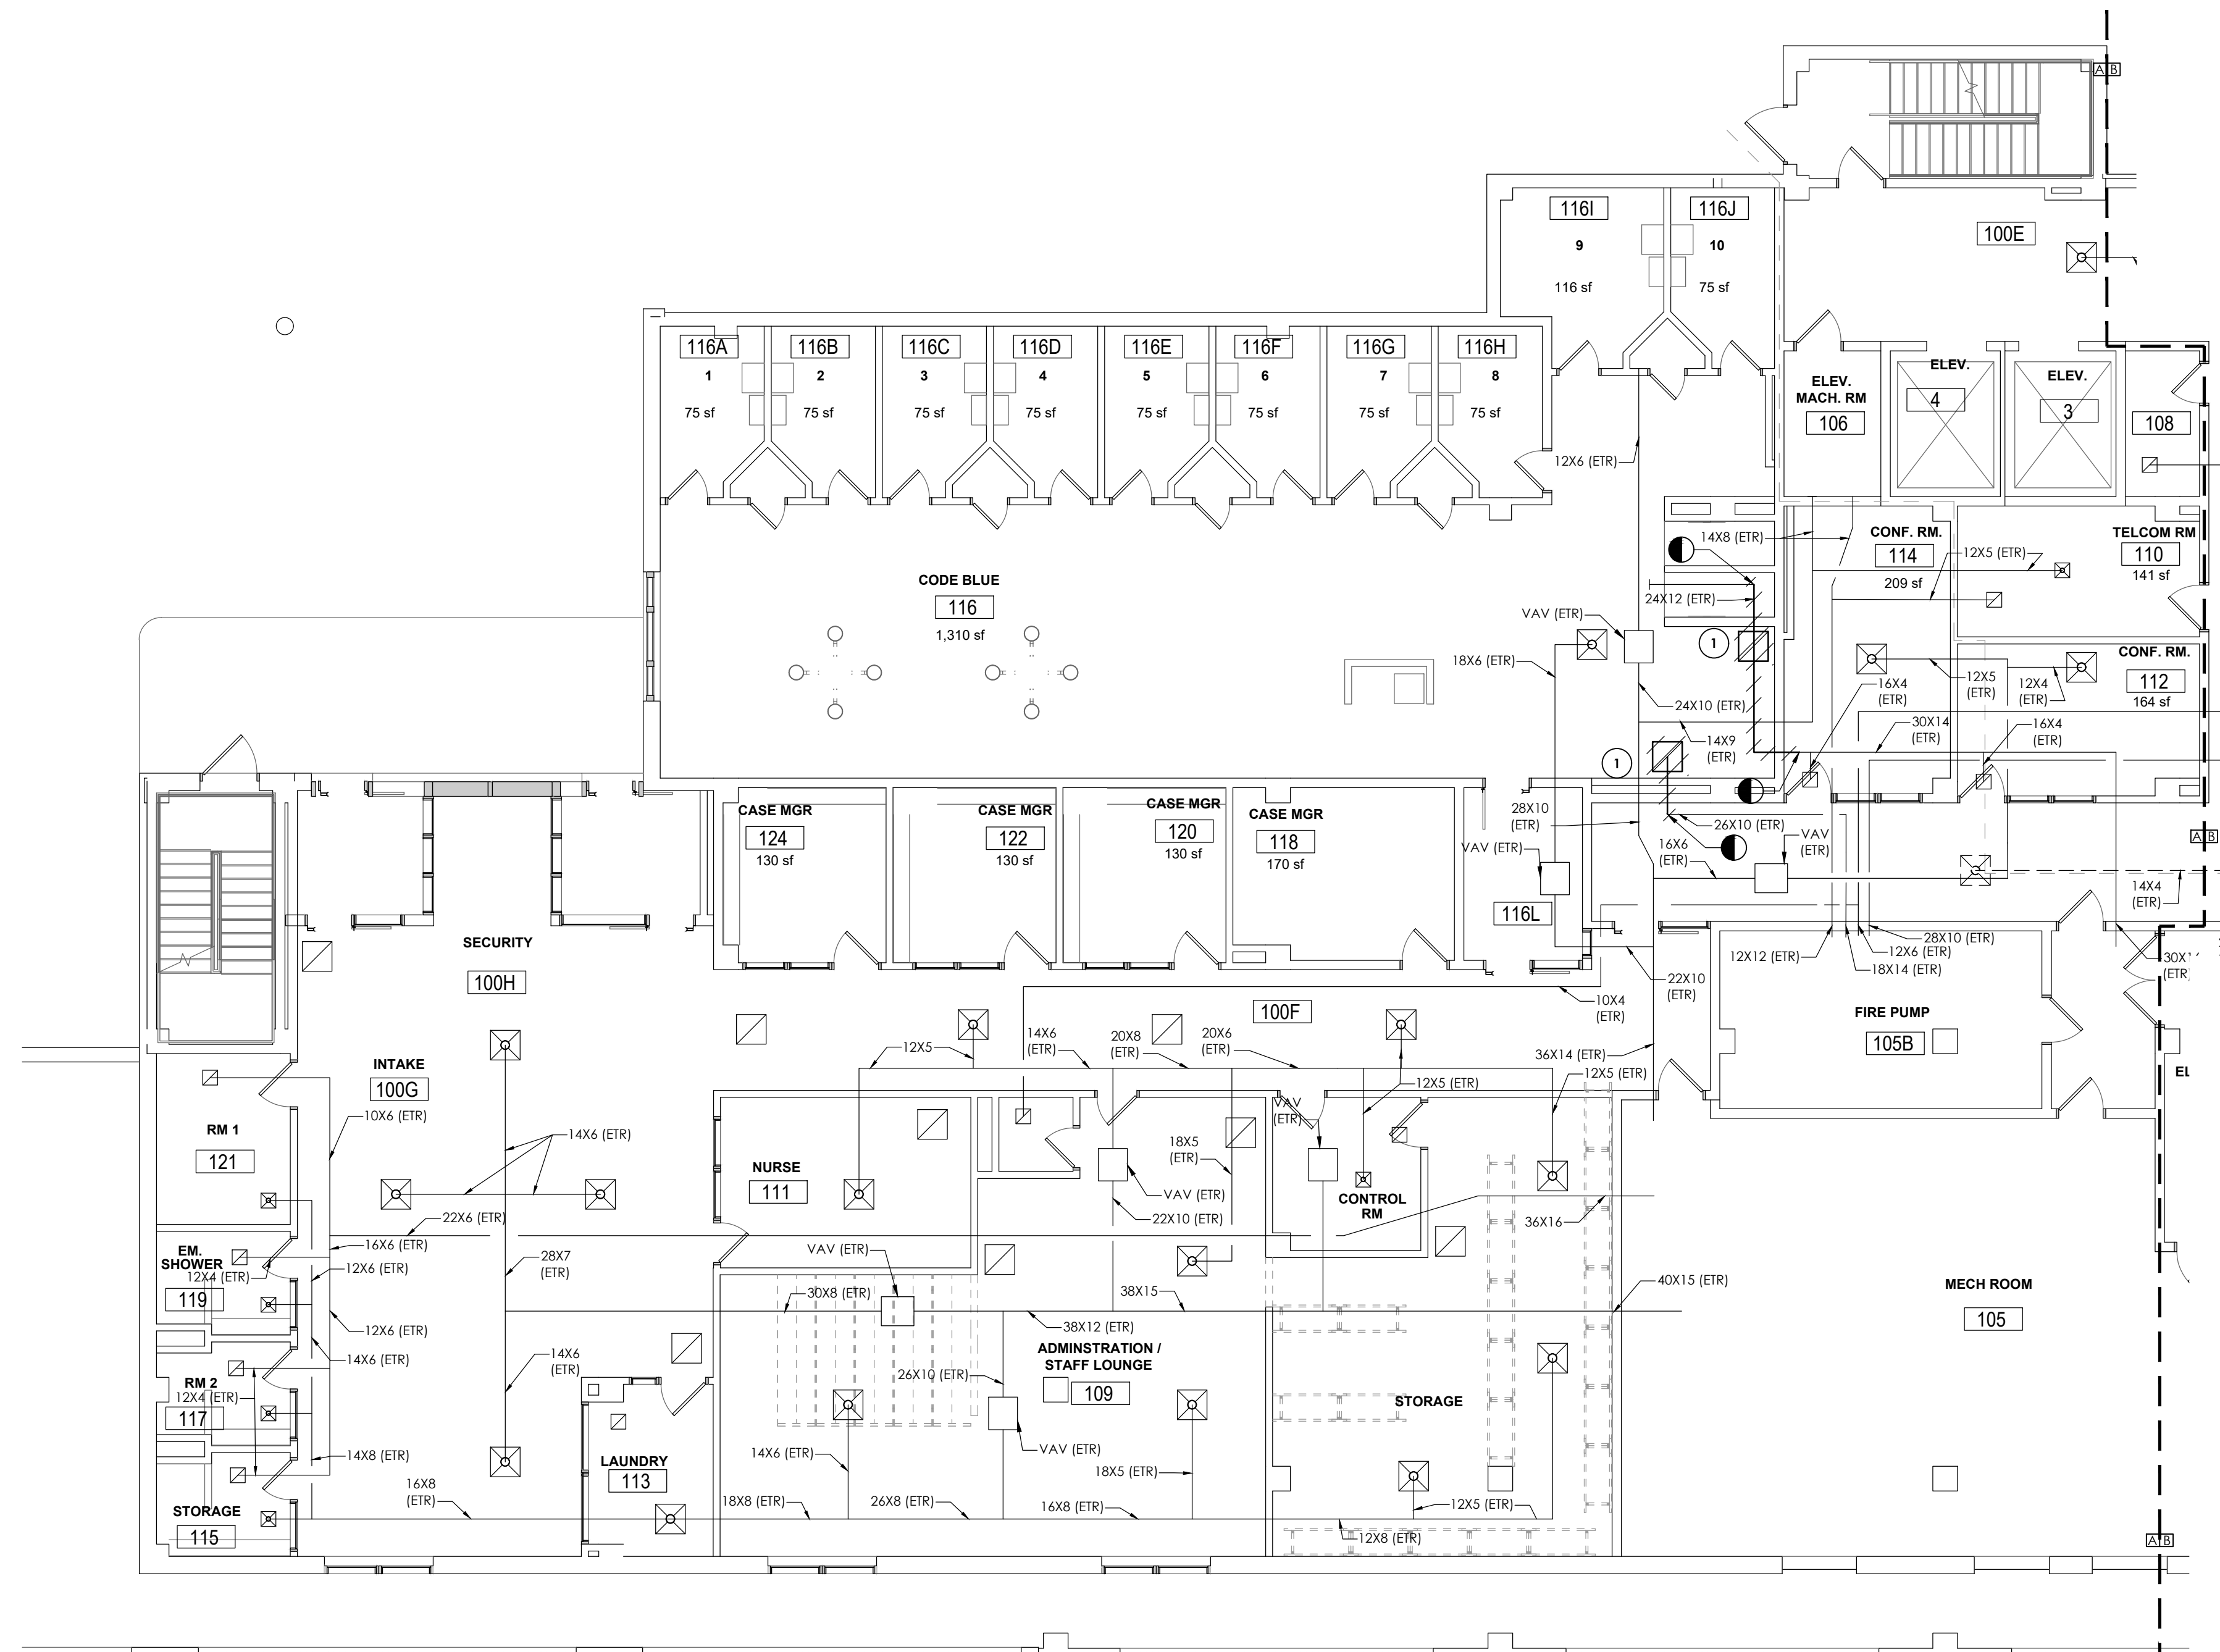 A B
116I
116J
9
10
116 sf
75 sf
100E
116A
116B
116C
116D
116E
116F
116G
116H
1
2
3
4
5
6
7
8
75 sf
75 sf
75 sf
75 sf
75 sf
75 sf
75 sf
75 sf
ELEV.
MACH. RM
106
ELEV.
4
ELEV.
3
108
12X6 (ETR)
14X8 (ETR)
CONF. RM.
114
209 sf
12X5 (ETR)
TELCOM RM
110
141 sf
CODE BLUE
116
1,310 sf
24X12 (ETR)
VAV (ETR)
18X6 (ETR)
1
24X10 (ETR)
14X9
(ETR)
1
16X4
(ETR)
12X5
(ETR)
12X4
(ETR)
CONF. RM.
112
164 sf
30X14
(ETR)
16X4
(ETR)
CASE MGR
124
130 sf
CASE MGR
122
130 sf
CASE MGR
120
130 sf
CASE MGR
118
170 sf
28X10
(ETR)
VAV (ETR)
116L
26X10 (ETR)
16X6
(ETR)
VAV
(ETR)
A B
14X4
(ETR)
SECURITY
100H
12X12 (ETR)
28X10 (ETR)
12X6 (ETR)
18X14 (ETR)
22X10
(ETR)
10X4
(ETR)
100F
FIRE PUMP
105B
INTAKE
100G
12X5
14X6
(ETR)
20X8
(ETR)
20X6
(ETR)
36X14 (ETR)
12X5 (ETR)
12X5 (ETR)
VAV
(ETR)
10X6 (ETR)
14X6 (ETR)
RM 1
121
NURSE
111
18X5
(ETR)
VAV (ETR)
22X10 (ETR)
CONTROL
RM
36X16
22X6 (ETR)
16X6 (ETR)
EM.
SHOWER
119
12X4 (ETR)
12X6 (ETR)
28X7
(ETR)
VAV (ETR)
30X8 (ETR)
38X15
40X15 (ETR)
MECH ROOM
105
12X6 (ETR)
38X12 (ETR)
14X6 (ETR)
14X6
(ETR)
ADMINSTRATION /
STAFF LOUNGE
109
26X10 (ETR)
RM 2
12X4 (ETR)
117
STORAGE
14X8 (ETR)
14X6 (ETR)
VAV (ETR)
18X5 (ETR)
LAUNDRY
113
16X8
(ETR)
18X8 (ETR)
26X8 (ETR)
16X8 (ETR)
12X5 (ETR)
12X8 (ETR)
STORAGE
115
A B